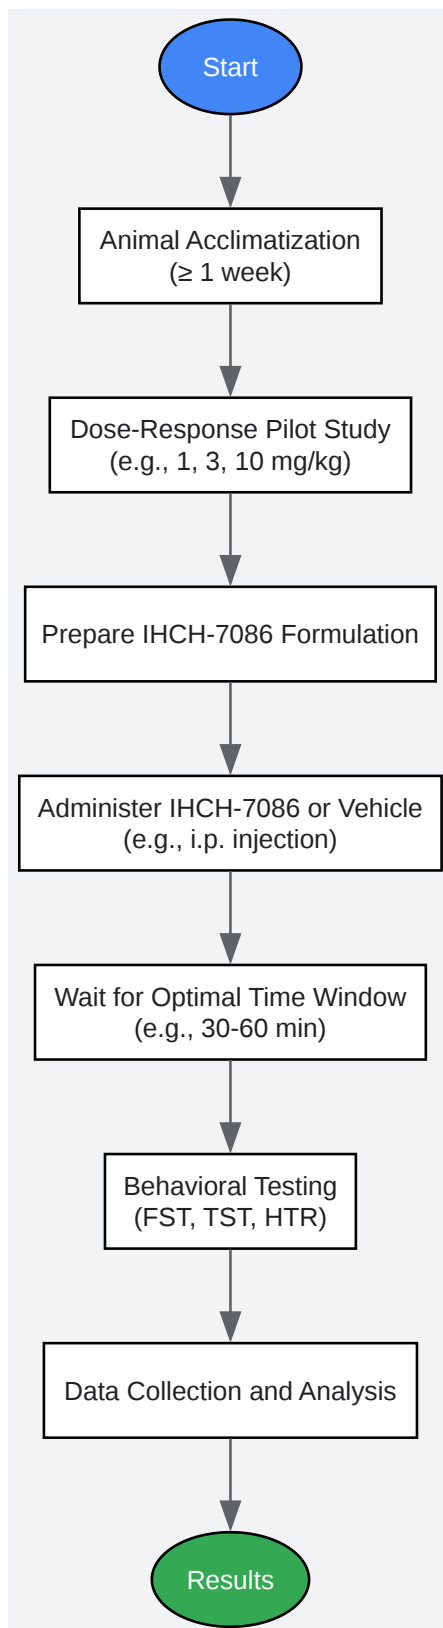 Start
Animal Acclimatization
(≥ 1 week)
Dose-Response Pilot Study
(e.g., 1, 3, 10 mg/kg)
Prepare IHCH-7086 Formulation
Administer IHCH-7086 or Vehicle
(e.g., i.p. injection)
Wait for Optimal Time Window
(e.g., 30-60 min)
Behavioral Testing
(FST, TST, HTR)
Data Collection and Analysis
Results